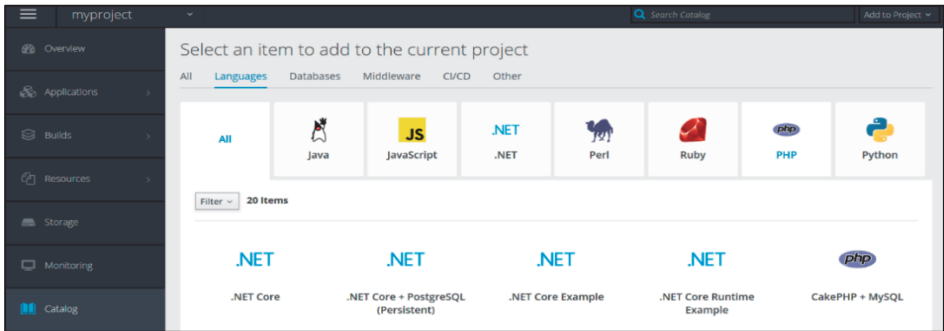 myproject
Search Catalog
Add to Project
Overview
Applications
Builds
Resources
Storage
Monitoring
Catalog
Select an item to add to the current project
All Languages Databases Middleware CI/CD Other
All
Java
JS
JavaScript
.NET
.NET
Perl
Ruby
php
PHP
Python
Filter 20 Items
.NET .NET .NET .NET php
.NET Core
.NET Core + PostgreSQL
(Persistent)
.NET Core Example
.NET Core Runtime
Example
CakePHP + MySQL